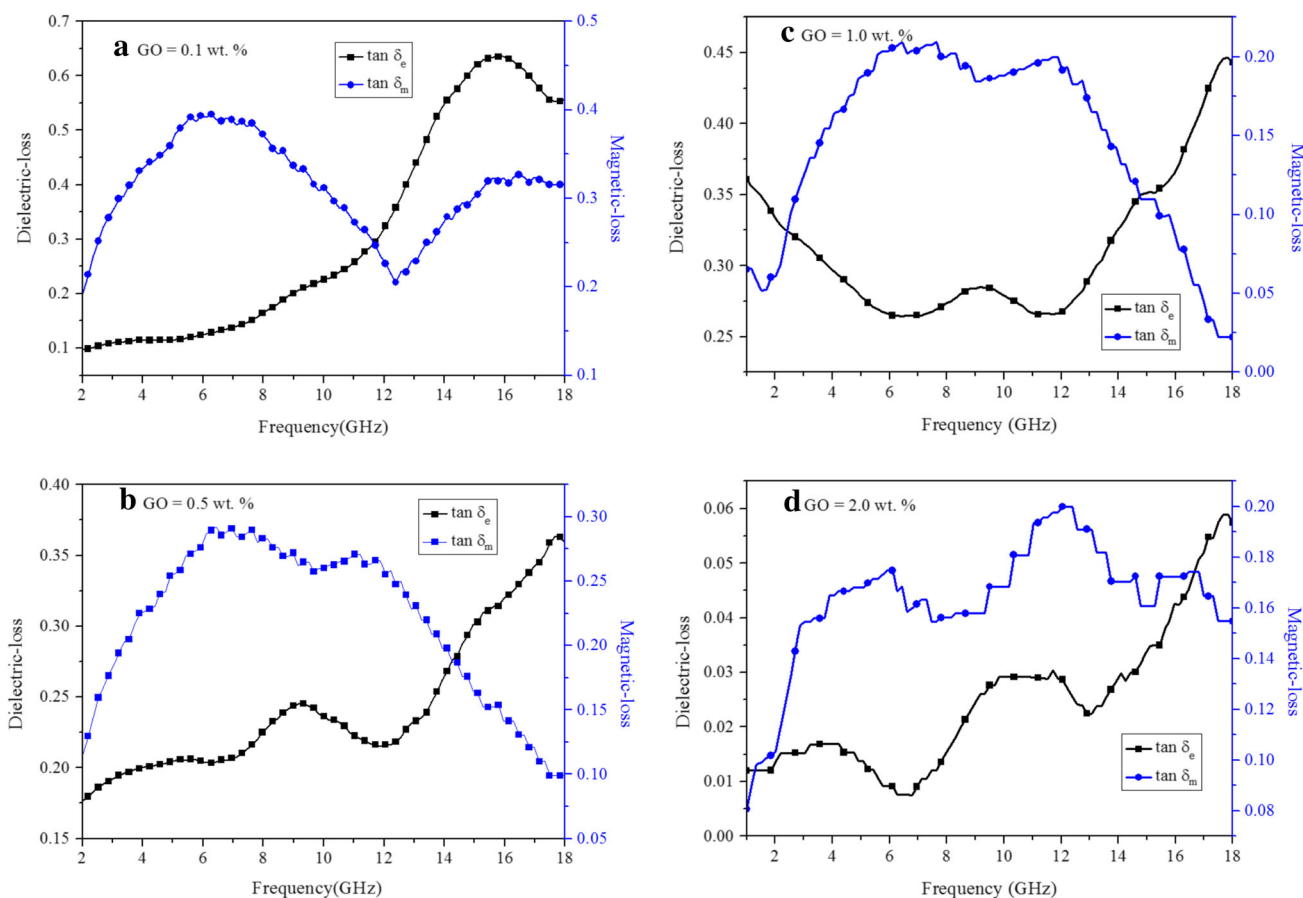 a GO = 0.1 wt. %
tan δe
tan δm
0.7
0.6
0.5
0.4
0.3
0.2
0.1
Dielectric-loss
0.5
0.4
0.3
0.2
0.1
Magnetic-loss
2 4 6 8 10 12 14 16 18
Frequency(GHz)
c GO = 1.0 wt. %
tan δe
tan δm
0.45
0.40
0.35
0.30
0.25
Dielectric-loss
0.20
0.15
0.10
0.05
0.00
Magnetic-loss
2 4 6 8 10 12 14 16 18
Frequency (GHz)
b GO = 0.5 wt. %
tan δe
tan δm
0.40
0.35
0.30
0.25
0.20
0.15
Dielectric-loss
0.30
0.25
0.20
0.15
0.10
0.05
Magnetic-loss
2 4 6 8 10 12 14 16 18
Frequency(GHz)
d GO = 2.0 wt. %
tan δe
tan δm
0.06
0.05
0.04
0.03
0.02
0.01
0.00
Dielectric-loss
0.20
0.18
0.16
0.14
0.12
0.10
0.08
Magnetic-loss
2 4 6 8 10 12 14 16 18
Frequency (GHz)